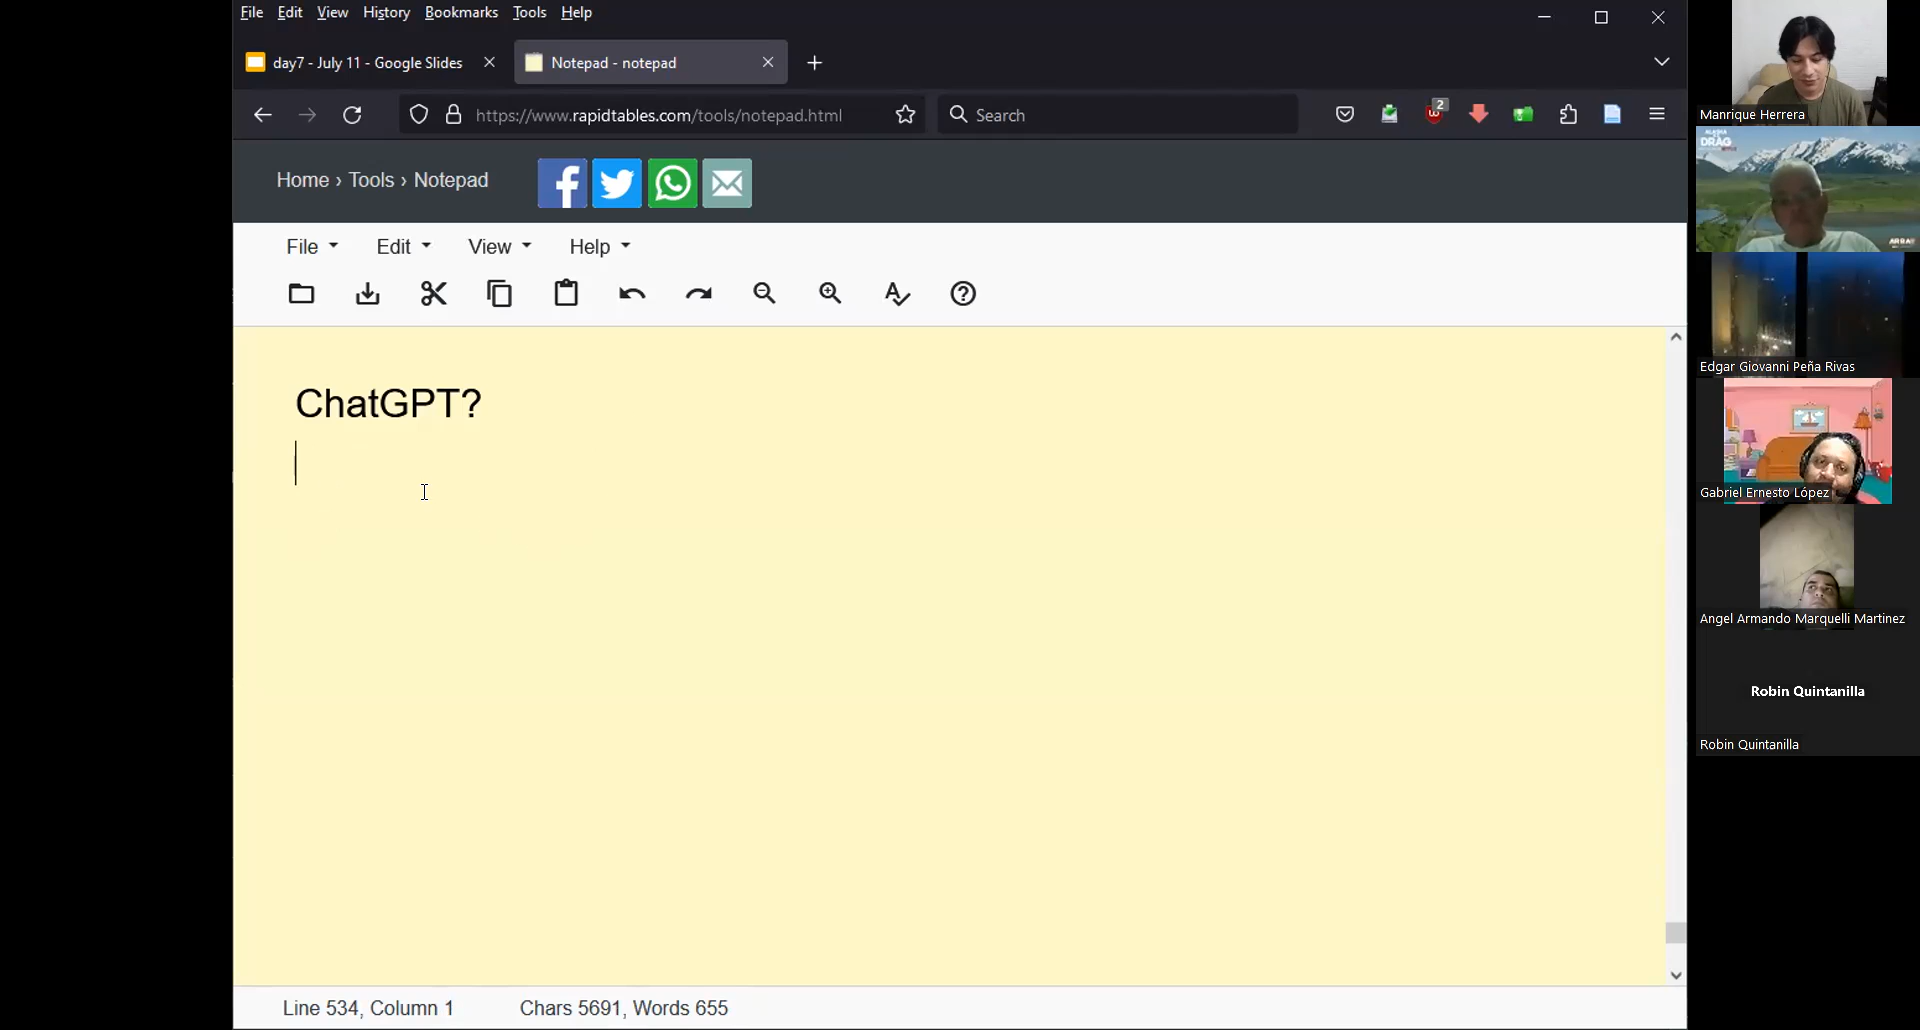 File Edit View History Bookmarks Tools Help
day7 - July 11 - Google Slides
Notepad - notepad
https://www.rapidtables.com/tools/notepad.html
Search
2
Home › Tools › Notepad
File
Edit
View
Help
ChatGPT?
Line 534, Column 1
Chars 5691, Words 655
Manrique Herrera
DRAG
Edgar Giovanni Peña Rivas
Gabriel Ernesto López
Angel Armando Marquelli Martinez
Robin Quintanilla
Robin Quintanilla